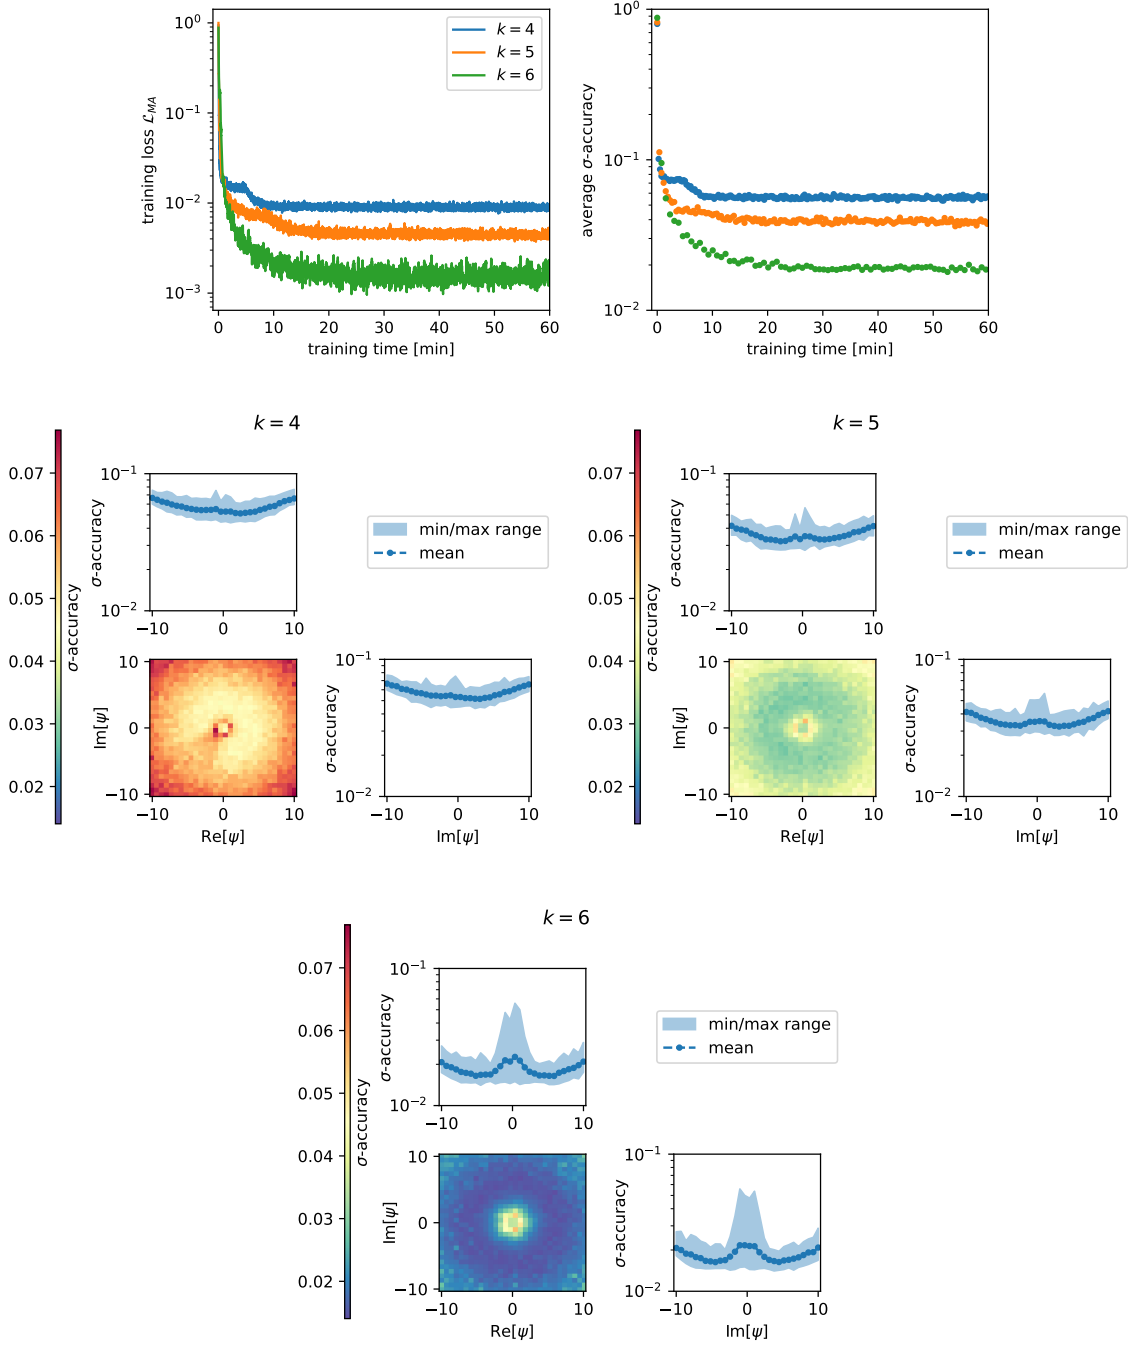 10⁰
10⁻¹
10⁻²
10⁻³
training loss ℒ_MA
k = 4
k = 5
k = 6
0 10 20 30 40 50 60
training time [min]
10⁰
10⁻¹
10⁻²
average σ-accuracy
0 10 20 30 40 50 60
training time [min]
k = 4
0.07
0.06
0.05
0.04
0.03
0.02
σ-accuracy
10⁻¹
10⁻²
σ-accuracy
−10 0 10
min/max range
mean
10
0
−10
Im[ψ]
−10 0 10
Re[ψ]
10⁻¹
10⁻²
σ-accuracy
−10 0 10
Im[ψ]
k = 5
0.07
0.06
0.05
0.04
0.03
0.02
σ-accuracy
10⁻¹
10⁻²
σ-accuracy
−10 0 10
min/max range
mean
10
0
−10
Im[ψ]
−10 0 10
Re[ψ]
10⁻¹
10⁻²
σ-accuracy
−10 0 10
Im[ψ]
k = 6
0.07
0.06
0.05
0.04
0.03
0.02
σ-accuracy
10⁻¹
10⁻²
σ-accuracy
−10 0 10
min/max range
mean
10
0
−10
Im[ψ]
−10 0 10
Re[ψ]
10⁻¹
10⁻²
σ-accuracy
−10 0 10
Im[ψ]